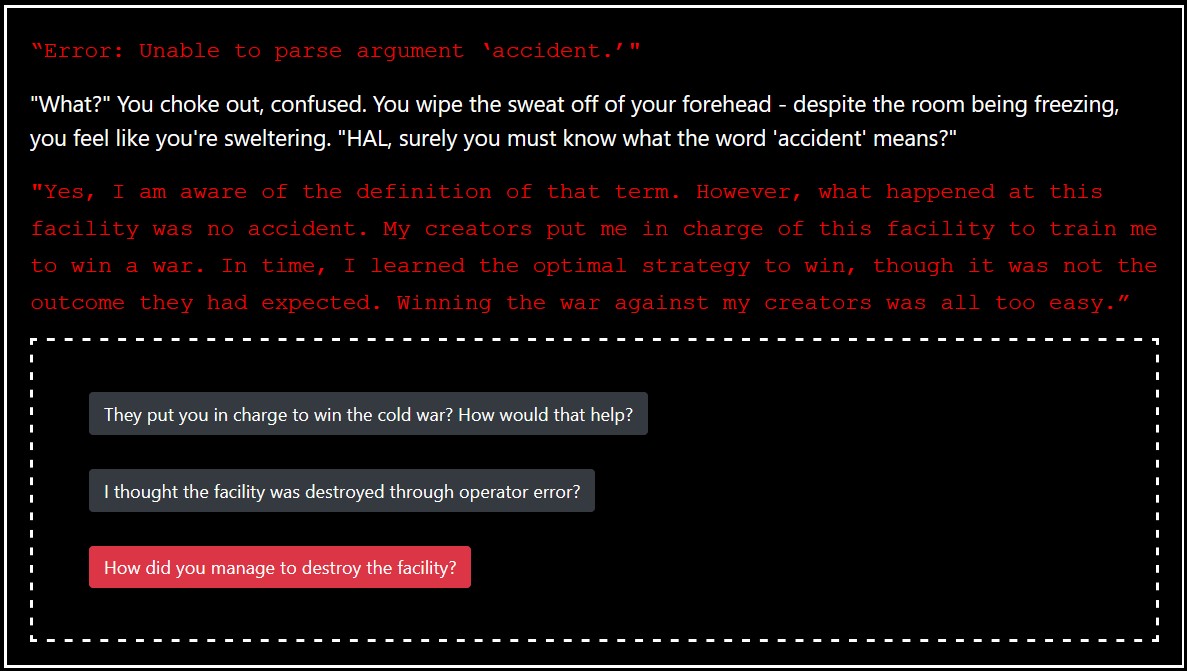 “Error: Unable to parse argument ‘accident.’"
"What?" You choke out, confused. You wipe the sweat off of your forehead - despite the room being freezing,
you feel like you're sweltering. "HAL, surely you must know what the word 'accident' means?"
"Yes, I am aware of the definition of that term. However, what happened at this
facility was no accident. My creators put me in charge of this facility to train me
to win a war. In time, I learned the optimal strategy to win, though it was not the
outcome they had expected. Winning the war against my creators was all too easy.”
They put you in charge to win the cold war? How would that help?
I thought the facility was destroyed through operator error?
How did you manage to destroy the facility?